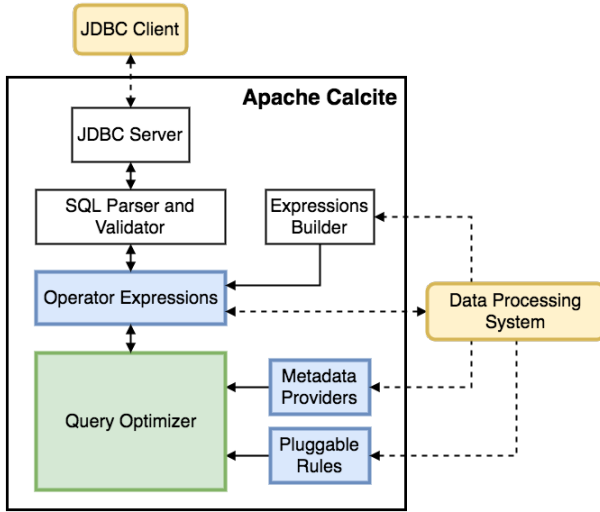 JDBC Client
Apache Calcite
JDBC Server
SQL Parser and
Validator
Expressions
Builder
Operator Expressions
Data Processing
System
Query Optimizer
Metadata
Providers
Pluggable
Rules